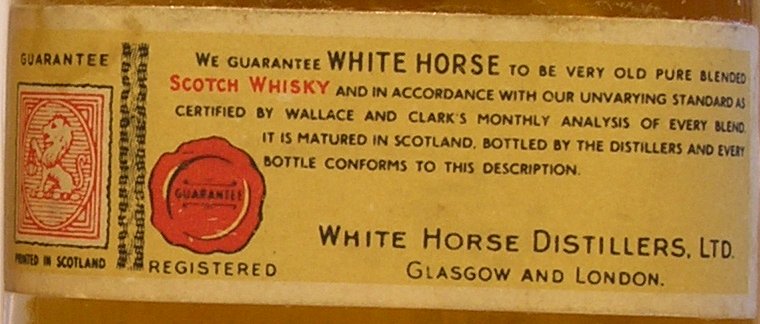 GUARANTEE
PRINTED IN SCOTLAND
WE GUARANTEE WHITE HORSE TO BE VERY OLD PURE BLENDED
SCOTCH WHISKY AND IN ACCORDANCE WITH OUR UNVARYING STANDARD AS
CERTIFIED BY WALLACE AND CLARK'S MONTHLY ANALYSIS OF EVERY BLEND.
IT IS MATURED IN SCOTLAND, BOTTLED BY THE DISTILLERS AND EVERY
BOTTLE CONFORMS TO THIS DESCRIPTION.
GUARANTEE
REGISTERED
WHITE HORSE DISTILLERS, LTD.
GLASGOW AND LONDON.